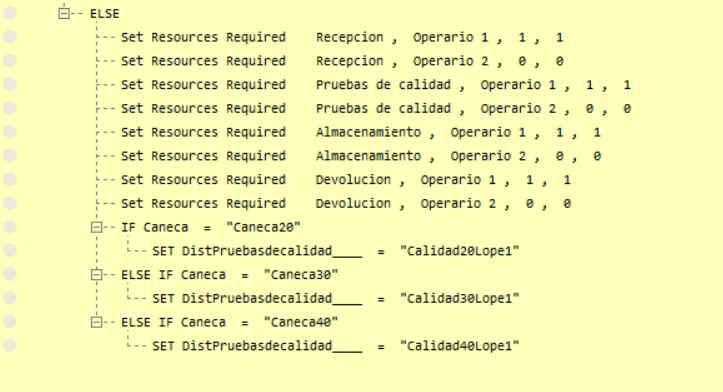 ELSE
Set Resources Required Recepcion , Operario 1 , 1 , 1
Set Resources Required Recepcion , Operario 2 , 0 , 0
Set Resources Required Pruebas de calidad , Operario 1 , 1 , 1
Set Resources Required Pruebas de calidad , Operario 2 , 0 , 0
Set Resources Required Almacenamiento , Operario 1 , 1 , 1
Set Resources Required Almacenamiento , Operario 2 , 0 , 0
Set Resources Required Devolucion , Operario 1 , 1 , 1
Set Resources Required Devolucion , Operario 2 , 0 , 0
IF Caneca = "Caneca20"
SET DistPruebasdecalidad____ = "Calidad20Lope1"
ELSE IF Caneca = "Caneca30"
SET DistPruebasdecalidad____ = "Calidad30Lope1"
ELSE IF Caneca = "Caneca40"
SET DistPruebasdecalidad____ = "Calidad40Lope1"